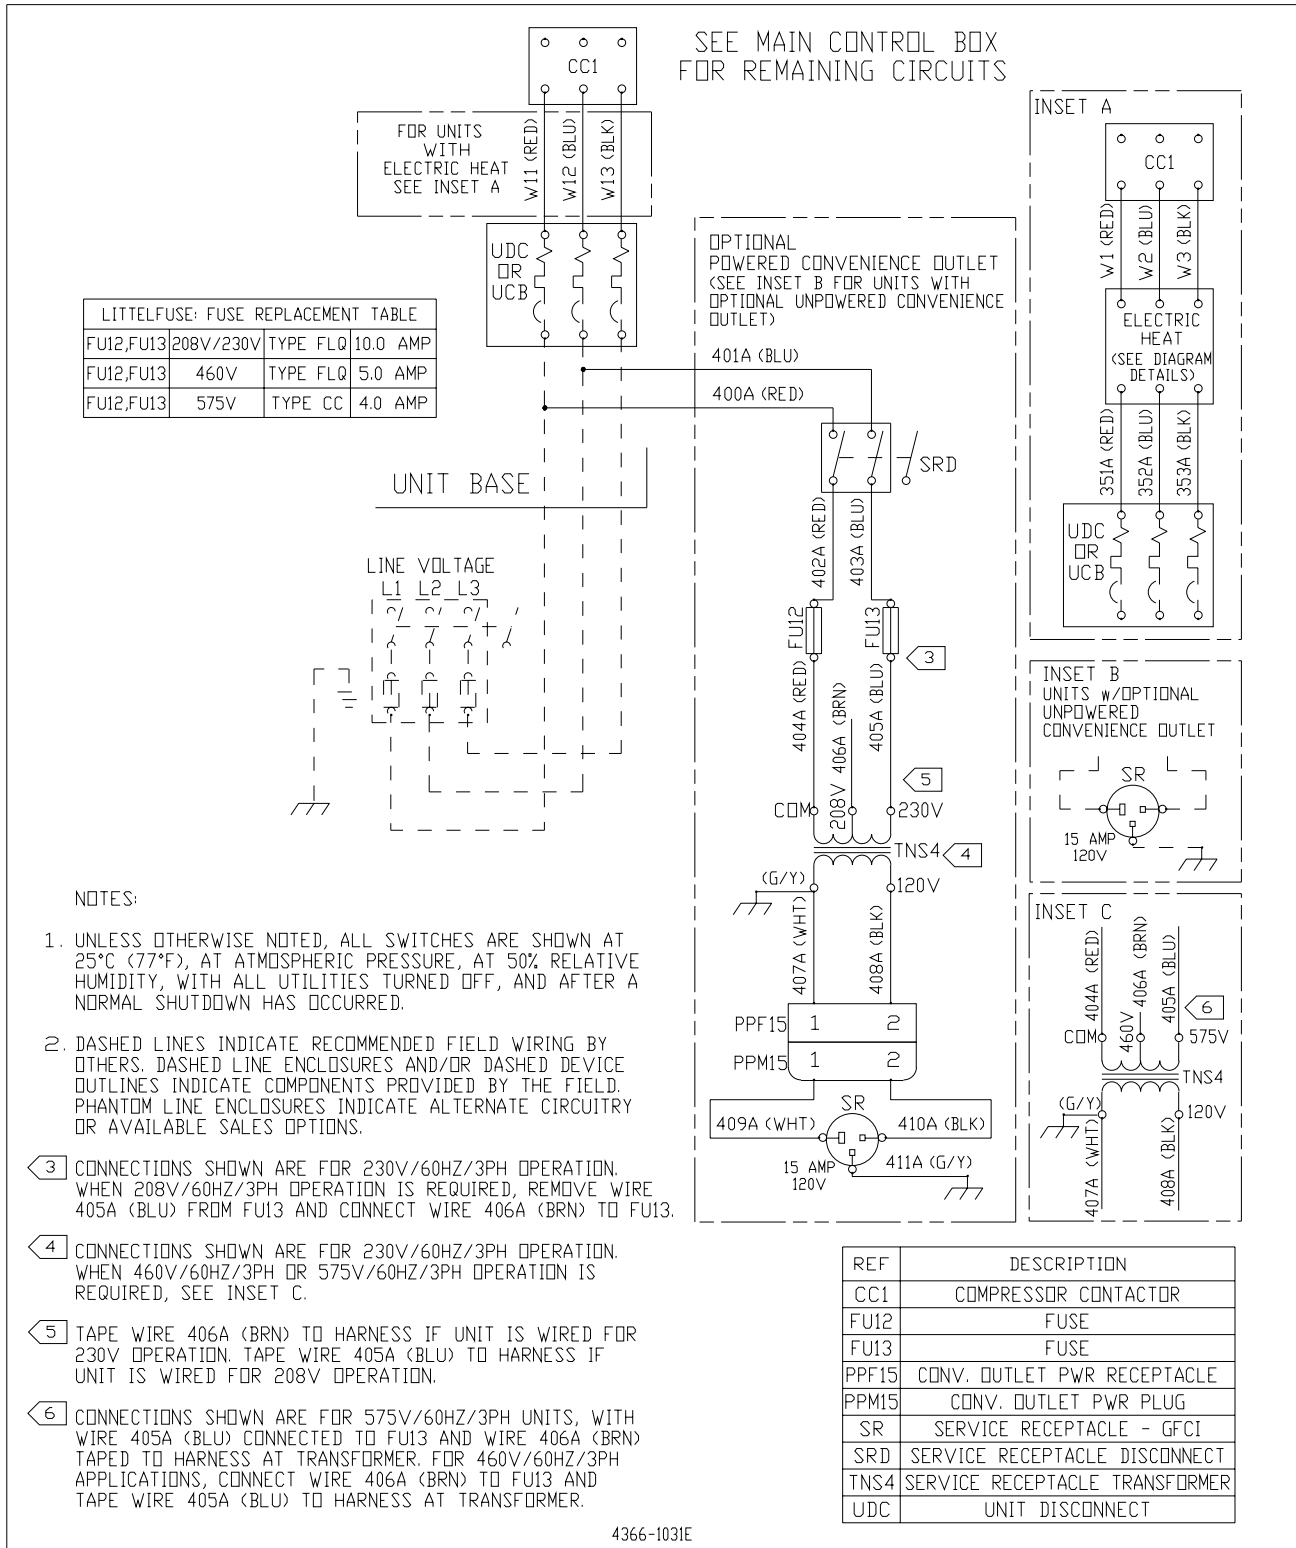 SEE MAIN CONTROL BOX
FOR REMAINING CIRCUITS
CC1
FOR UNITS
WITH
ELECTRIC HEAT
SEE INSET A
W11 (RED)
W12 (BLU)
W13 (BLK)
UDC
OR
UCB
LITTELFUSE: FUSE REPLACEMENT TABLE
FU12,FU13 208V/230V TYPE FLQ 10.0 AMP
FU12,FU13 460V TYPE FLQ 5.0 AMP
FU12,FU13 575V TYPE CC 4.0 AMP
UNIT BASE
LINE VOLTAGE
L1 L2 L3
OPTIONAL
POWERED CONVENIENCE OUTLET
(SEE INSET B FOR UNITS WITH
OPTIONAL UNPOWERED CONVENIENCE
OUTLET)
401A (BLU)
400A (RED)
SRD
402A (RED)
403A (BLU)
FU12
FU13
3
404A (RED)
208V 406A (BRN)
405A (BLU)
5
COM
230V
TNS4
4
(G/Y)
120V
407A (WHT)
408A (BLK)
PPF15 1 2
PPM15 1 2
SR
409A (WHT)
410A (BLK)
15 AMP
120V
411A (G/Y)
INSET A
CC1
W1 (RED)
W2 (BLU)
W3 (BLK)
ELECTRIC
HEAT
(SEE DIAGRAM
DETAILS)
351A (RED)
352A (BLU)
353A (BLK)
UDC
OR
UCB
INSET B
UNITS w/OPTIONAL
UNPOWERED
CONVENIENCE OUTLET
SR
15 AMP
120V
INSET C
404A (RED)
460V 406A (BRN)
405A (BLU)
6
COM
575V
TNS4
(G/Y)
120V
407A (WHT)
408A (BLK)
NOTES:
1. UNLESS OTHERWISE NOTED, ALL SWITCHES ARE SHOWN AT
25°C (77°F), AT ATMOSPHERIC PRESSURE, AT 50% RELATIVE
HUMIDITY, WITH ALL UTILITIES TURNED OFF, AND AFTER A
NORMAL SHUTDOWN HAS OCCURRED.
2. DASHED LINES INDICATE RECOMMENDED FIELD WIRING BY
OTHERS. DASHED LINE ENCLOSURES AND/OR DASHED DEVICE
OUTLINES INDICATE COMPONENTS PROVIDED BY THE FIELD.
PHANTOM LINE ENCLOSURES INDICATE ALTERNATE CIRCUITRY
OR AVAILABLE SALES OPTIONS.
3 CONNECTIONS SHOWN ARE FOR 230V/60HZ/3PH OPERATION.
WHEN 208V/60HZ/3PH OPERATION IS REQUIRED, REMOVE WIRE
405A (BLU) FROM FU13 AND CONNECT WIRE 406A (BRN) TO FU13.
4 CONNECTIONS SHOWN ARE FOR 230V/60HZ/3PH OPERATION.
WHEN 460V/60HZ/3PH OR 575V/60HZ/3PH OPERATION IS
REQUIRED, SEE INSET C.
5 TAPE WIRE 406A (BRN) TO HARNESS IF UNIT IS WIRED FOR
230V OPERATION. TAPE WIRE 405A (BLU) TO HARNESS IF
UNIT IS WIRED FOR 208V OPERATION.
6 CONNECTIONS SHOWN ARE FOR 575V/60HZ/3PH UNITS, WITH
WIRE 405A (BLU) CONNECTED TO FU13 AND WIRE 406A (BRN)
TAPED TO HARNESS AT TRANSFORMER. FOR 460V/60HZ/3PH
APPLICATIONS, CONNECT WIRE 406A (BRN) TO FU13 AND
TAPE WIRE 405A (BLU) TO HARNESS AT TRANSFORMER.
REF DESCRIPTION
CC1 COMPRESSOR CONTACTOR
FU12 FUSE
FU13 FUSE
PPF15 CONV. OUTLET PWR RECEPTACLE
PPM15 CONV. OUTLET PWR PLUG
SR SERVICE RECEPTACLE - GFCI
SRD SERVICE RECEPTACLE DISCONNECT
TNS4 SERVICE RECEPTACLE TRANSFORMER
UDC UNIT DISCONNECT
4366-1031E